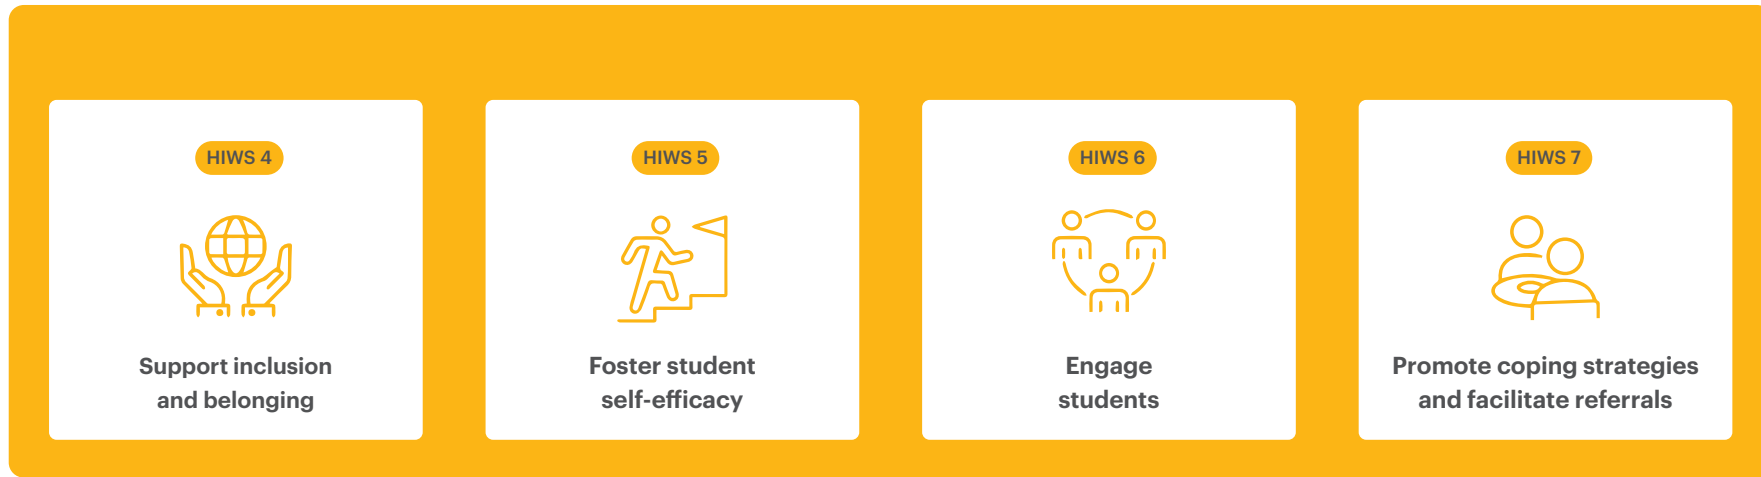 HIWS 4
Support inclusion
and belonging
HIWS 5
Foster student
self-efficacy
HIWS 6
Engage
students
HIWS 7
Promote coping strategies
and facilitate referrals